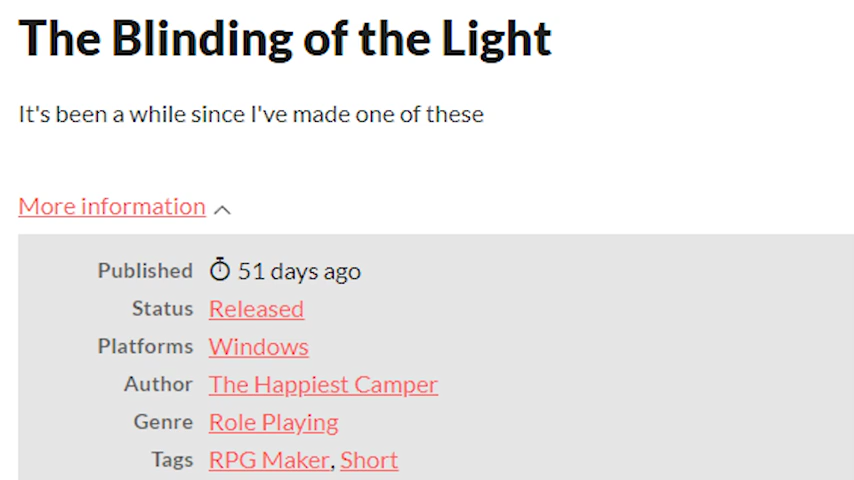 The Blinding of the Light
It's been a while since I've made one of these
More information
Published 51 days ago
Status Released
Platforms Windows
Author The Happiest Camper
Genre Role Playing
Tags RPG Maker, Short